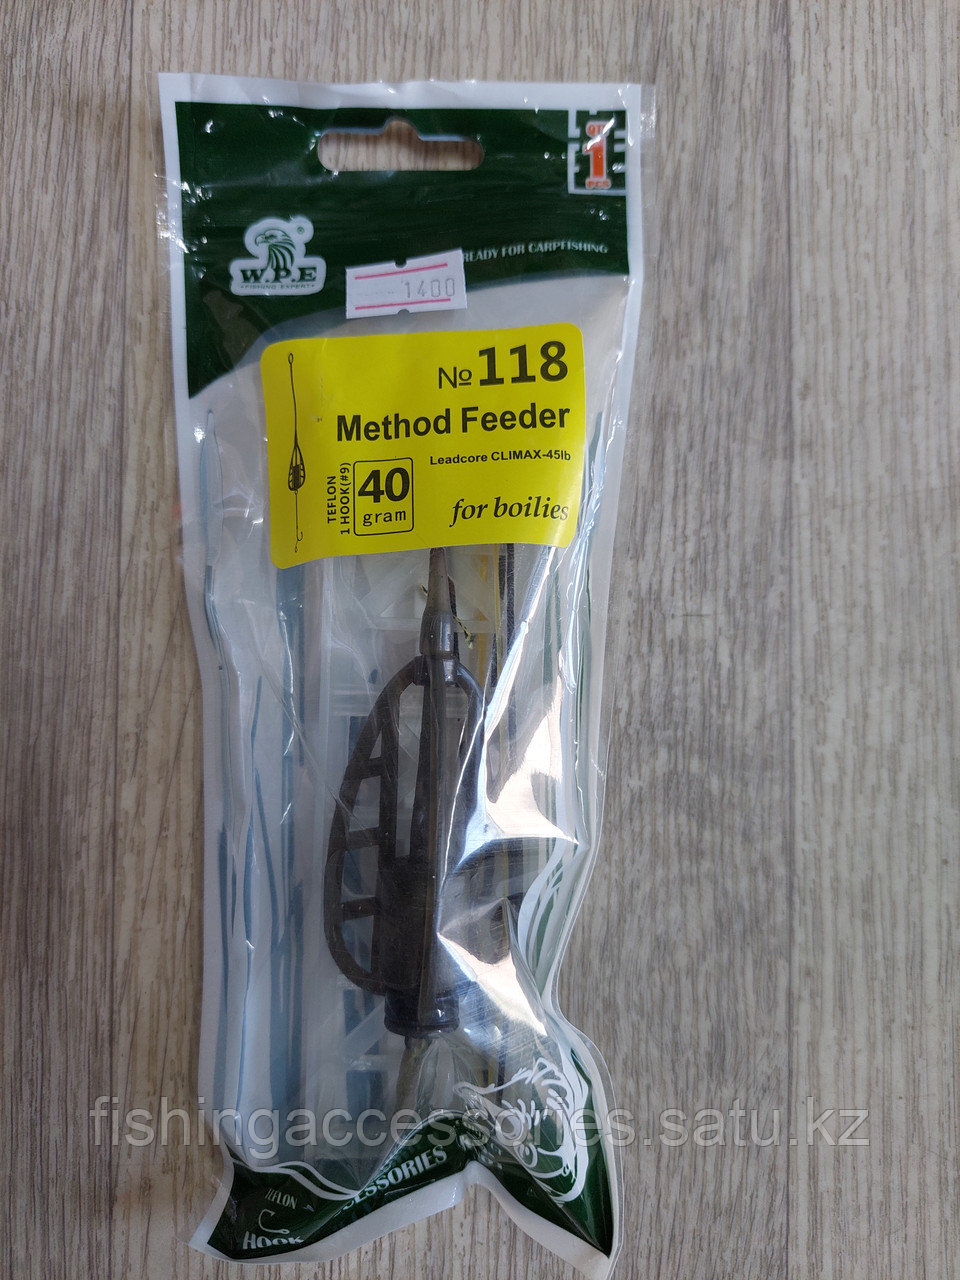 QTY
1
PCS
W.P.E
FISHING EXPERT
READY FOR CARPFISHING
1400
№118
Method Feeder
Leadcore CLIMAX-45lb
TEFLON
1 HOOK(#9)
40
gram
for boilies
fishingaccessories.satu.kz
TEFLON
HOOK